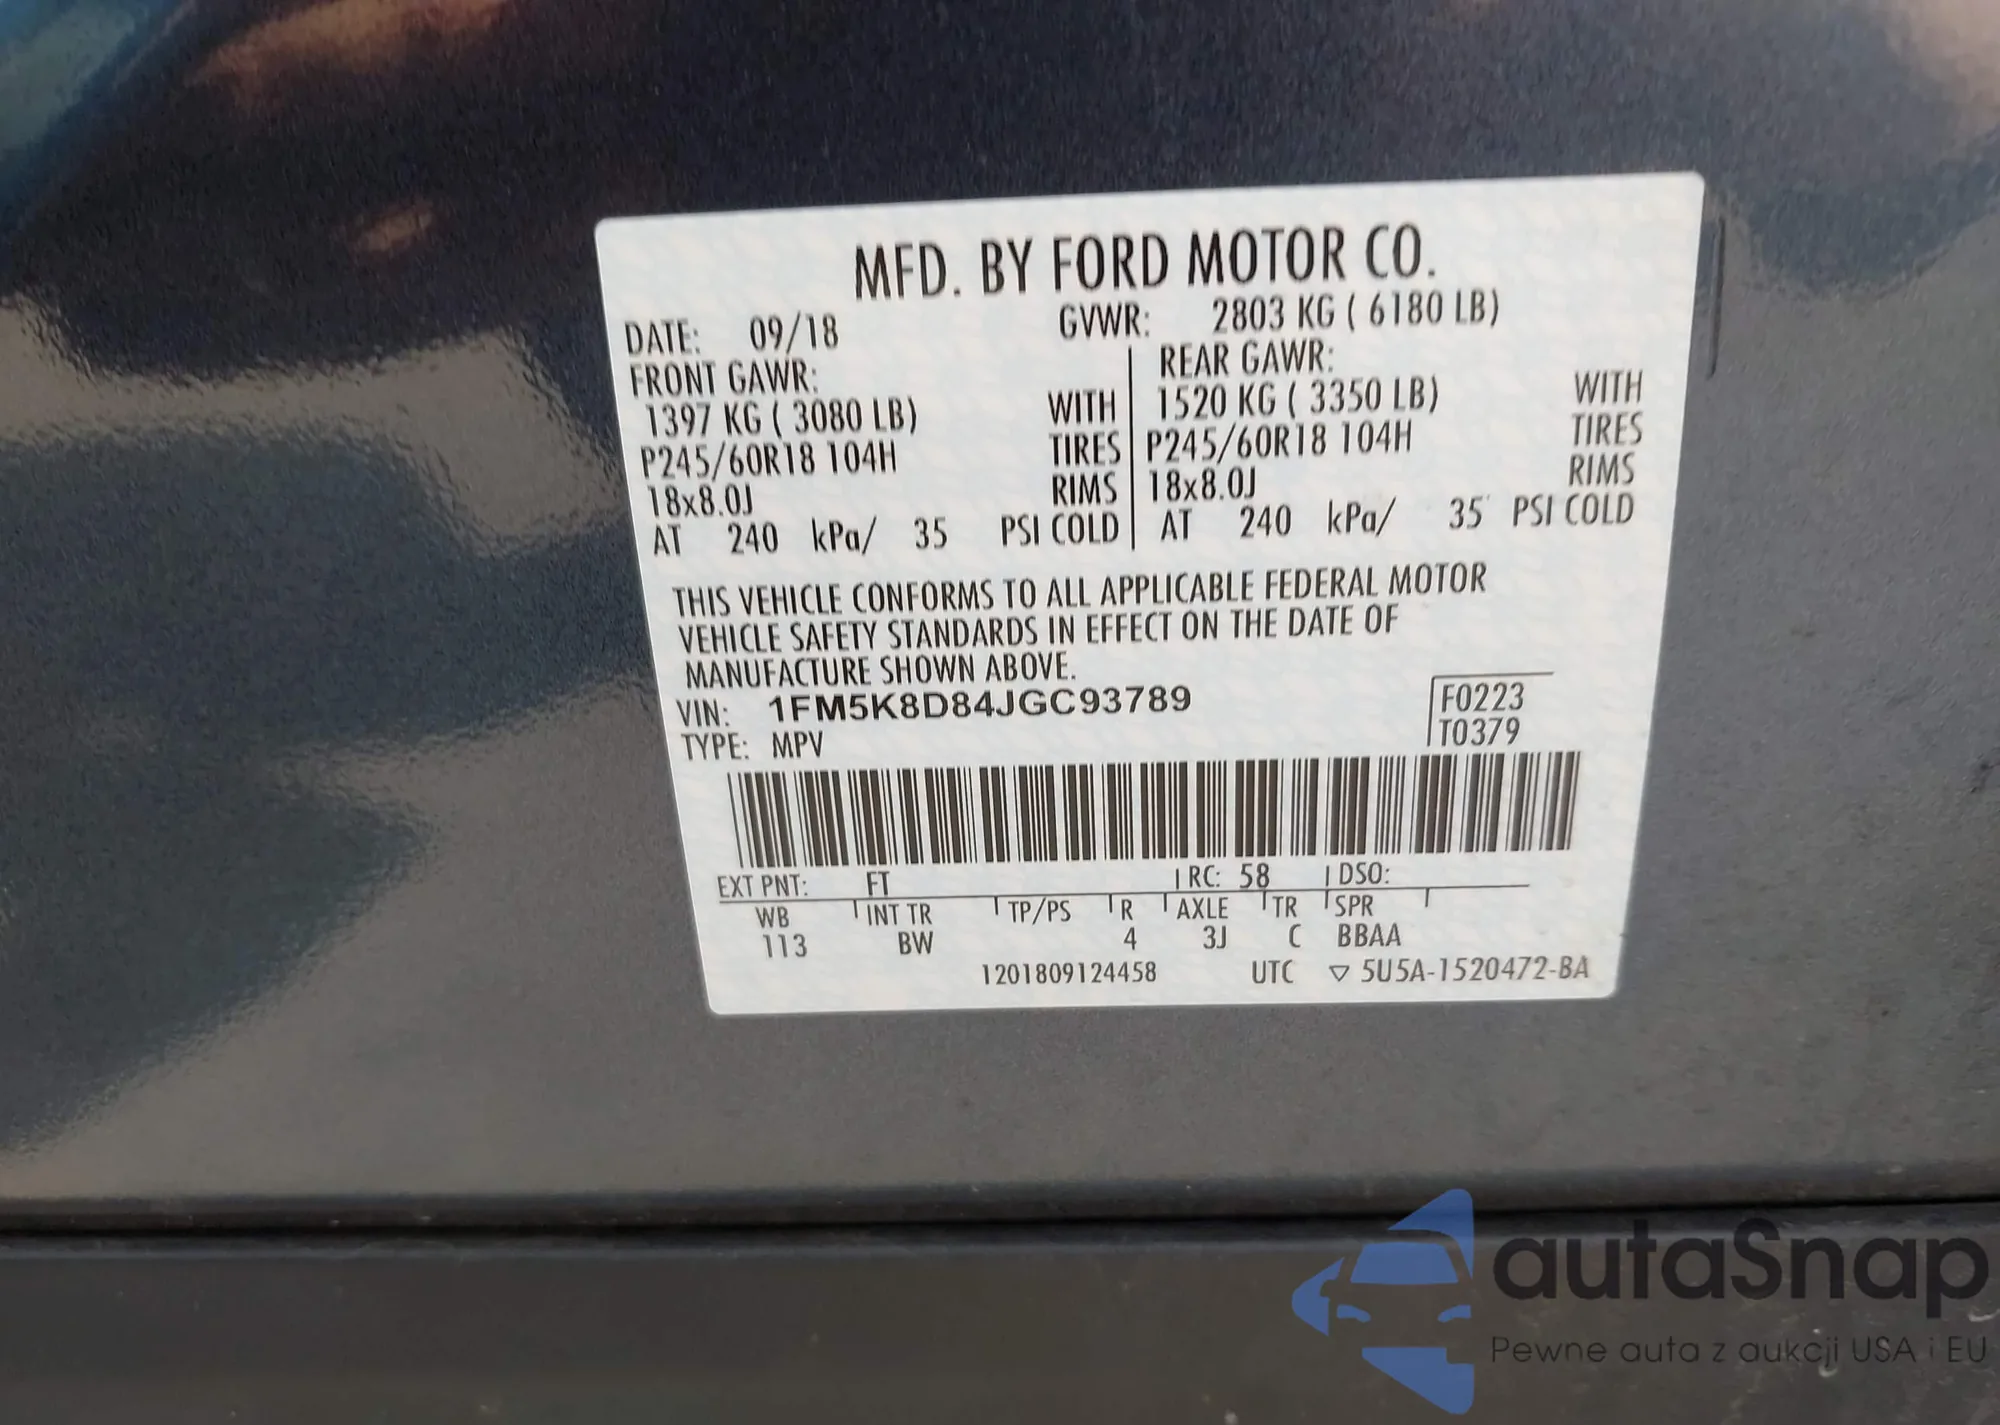 MFD. BY FORD MOTOR CO.
DATE: 09/18 GVWR: 2803 KG ( 6180 LB)
FRONT GAWR: REAR GAWR:
1397 KG ( 3080 LB) WITH 1520 KG ( 3350 LB) WITH
P245/60R18 104H TIRES P245/60R18 104H TIRES
18x8.0J RIMS 18x8.0J RIMS
AT 240 kPa/ 35 PSI COLD AT 240 kPa/ 35 PSI COLD
THIS VEHICLE CONFORMS TO ALL APPLICABLE FEDERAL MOTOR
VEHICLE SAFETY STANDARDS IN EFFECT ON THE DATE OF
MANUFACTURE SHOWN ABOVE.
VIN: 1FM5K8D84JGC93789 F0223
TYPE: MPV T0379
EXT PNT: FT RC: 58 DSO:
WB INT TR TP/PS R AXLE TR SPR
113 BW 4 3J C BBAA
1201809124458 UTC ▽ 5U5A-1520472-BA
autaSnap
Pewne auta z aukcji USA i EU